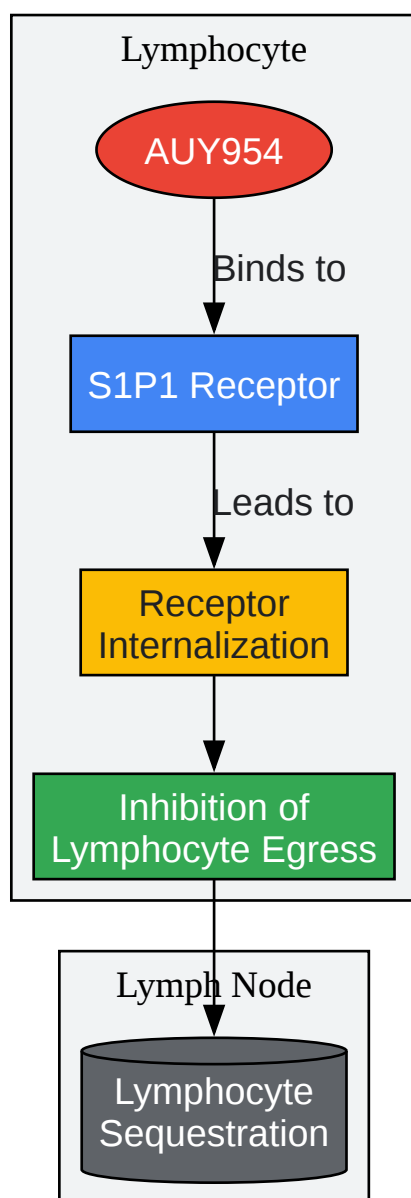 Lymphocyte
AUY954
Binds to
S1P1 Receptor
Leads to
Receptor
Internalization
Inhibition of
Lymphocyte Egress
Lymph Node
Lymphocyte
Sequestration